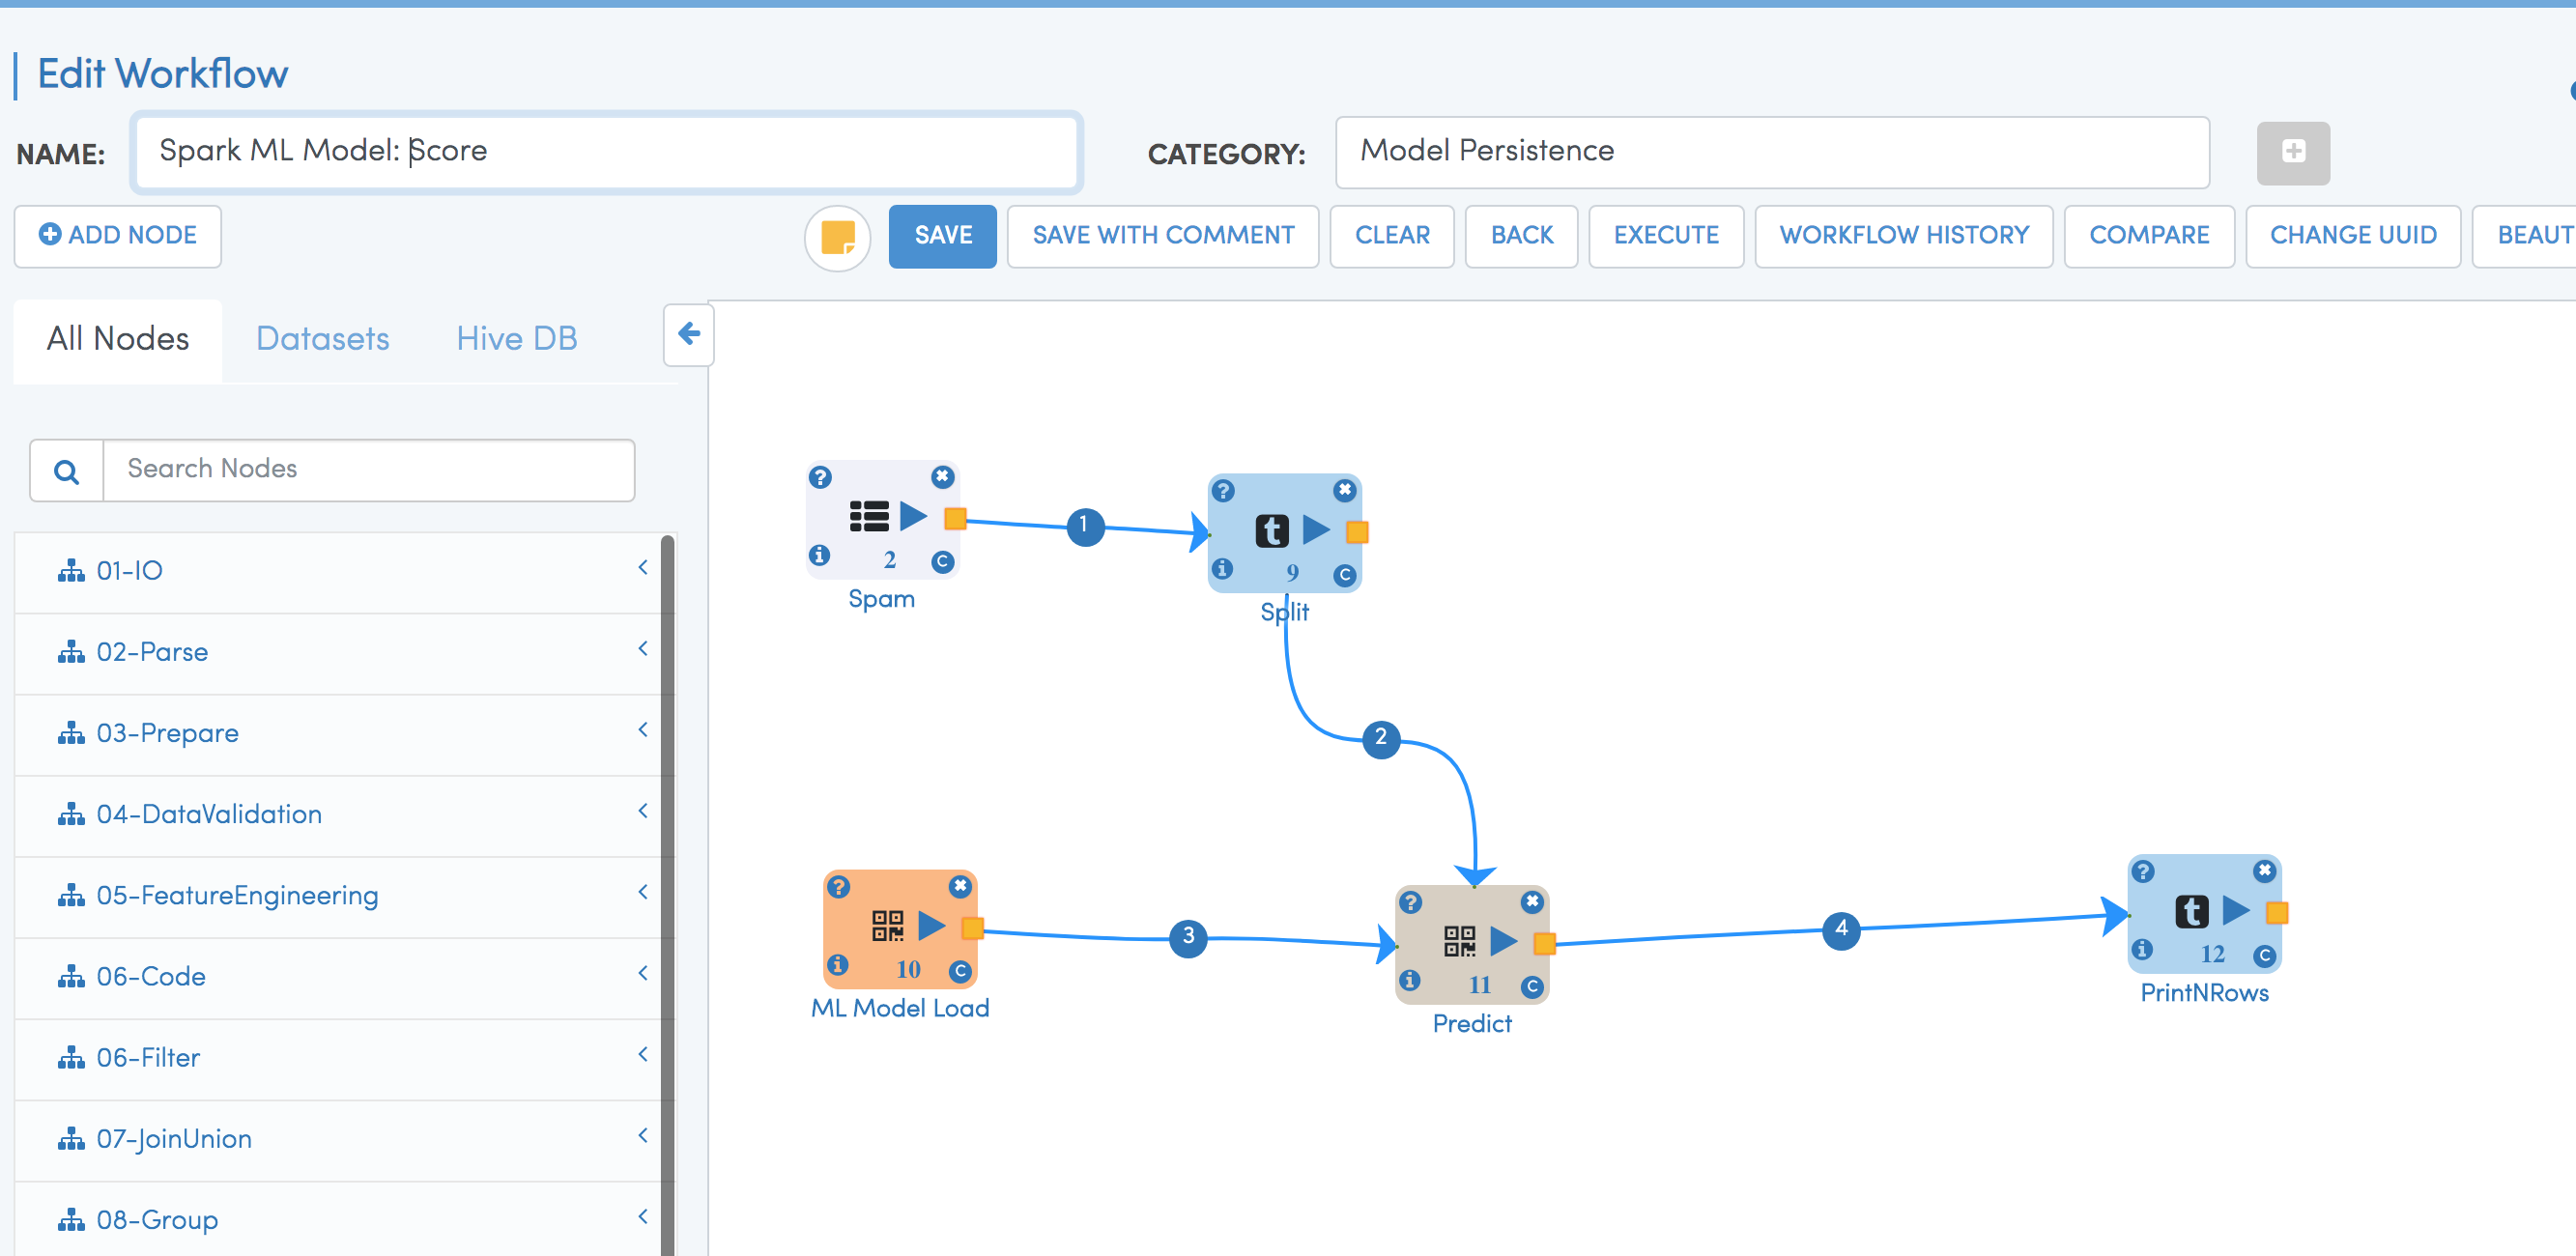 Edit Workflow
NAME:
Spark ML Model: Score
CATEGORY:
Model Persistence
ADD NODE
SAVE
SAVE WITH COMMENT
CLEAR
BACK
EXECUTE
WORKFLOW HISTORY
COMPARE
CHANGE UUID
BEAUT
All Nodes
Datasets
Hive DB
Search Nodes
01-IO
02-Parse
03-Prepare
04-DataValidation
05-FeatureEngineering
06-Code
06-Filter
07-JoinUnion
08-Group
?
i
2
C
Spam
1
?
t
i
9
C
Split
2
?
i
10
C
ML Model Load
3
?
i
11
C
Predict
4
?
t
i
12
C
PrintNRows